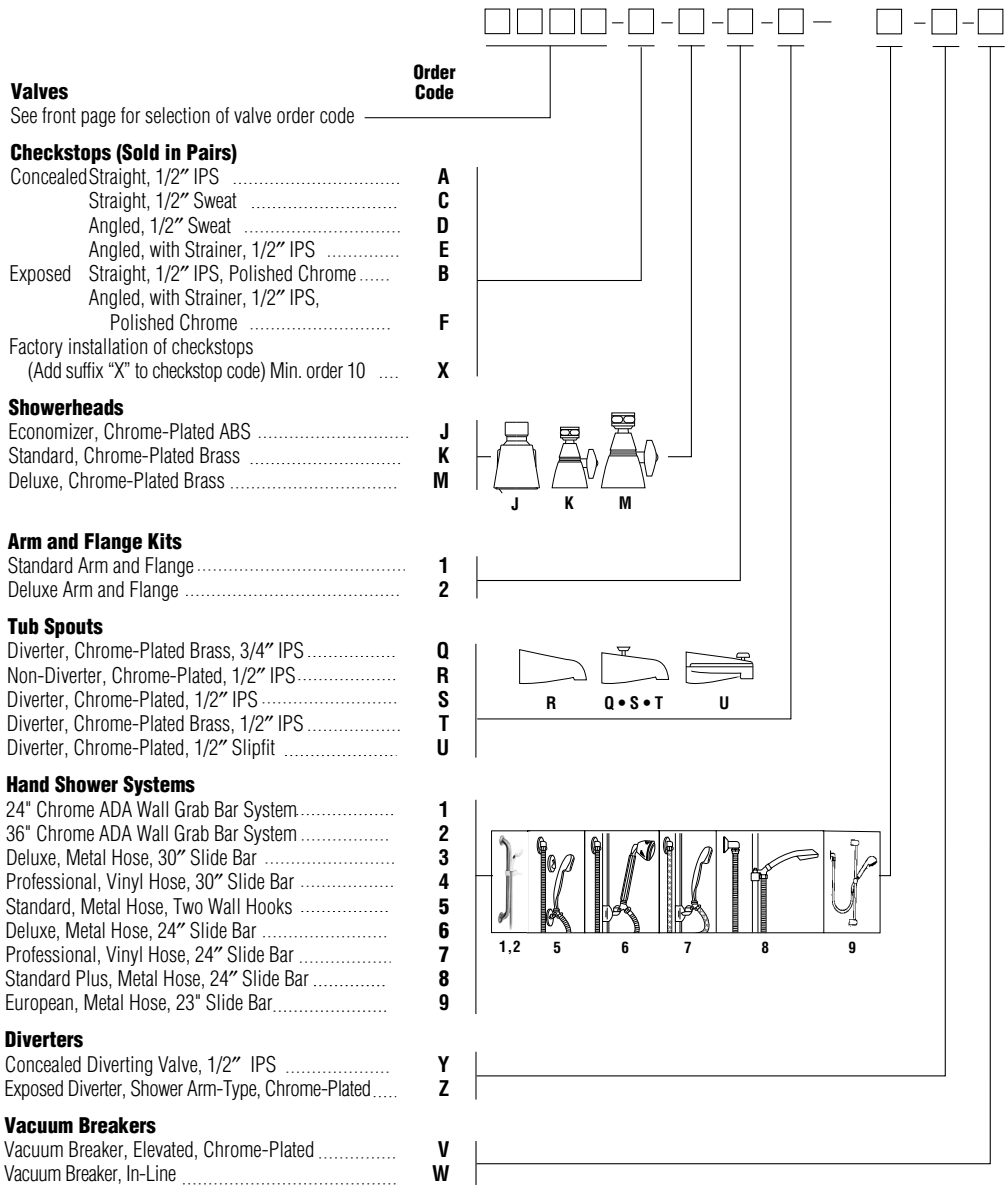 Order
Code
Valves
See front page for selection of valve order code
Checkstops (Sold in Pairs)
Concealed Straight, 1/2″ IPS ................................ A
Straight, 1/2″ Sweat ............................ C
Angled, 1/2″ Sweat .............................. D
Angled, with Strainer, 1/2″ IPS .............. E
Exposed Straight, 1/2″ IPS, Polished Chrome ...... B
Angled, with Strainer, 1/2″ IPS,
Polished Chrome ........................... F
Factory installation of checkstops
(Add suffix “X” to checkstop code) Min. order 10 .... X
Showerheads
Economizer, Chrome-Plated ABS ............................. J
Standard, Chrome-Plated Brass ............................. K
Deluxe, Chrome-Plated Brass ................................ M
J K M
Arm and Flange Kits
Standard Arm and Flange ........................................ 1
Deluxe Arm and Flange ......................................... 2
Tub Spouts
Diverter, Chrome-Plated Brass, 3/4″ IPS ................. Q
Non-Diverter, Chrome-Plated, 1/2″ IPS ................... R
Diverter, Chrome-Plated, 1/2″ IPS .......................... S
Diverter, Chrome-Plated Brass, 1/2″ IPS ................. T
Diverter, Chrome-Plated, 1/2″ Slipfit ...................... U
R Q • S • T U
Hand Shower Systems
24" Chrome ADA Wall Grab Bar System ................... 1
36" Chrome ADA Wall Grab Bar System ................. 2
Deluxe, Metal Hose, 30″ Slide Bar ......................... 3
Professional, Vinyl Hose, 30″ Slide Bar .................. 4
Standard, Metal Hose, Two Wall Hooks .................. 5
Deluxe, Metal Hose, 24″ Slide Bar ......................... 6
Professional, Vinyl Hose, 24″ Slide Bar .................. 7
Standard Plus, Metal Hose, 24″ Slide Bar .............. 8
European, Metal Hose, 23" Slide Bar ...................... 9
1,2 5 6 7 8 9
Diverters
Concealed Diverting Valve, 1/2″ IPS ..................... Y
Exposed Diverter, Shower Arm-Type, Chrome-Plated ..... Z
Vacuum Breakers
Vacuum Breaker, Elevated, Chrome-Plated ............... V
Vacuum Breaker, In-Line ......................................... W